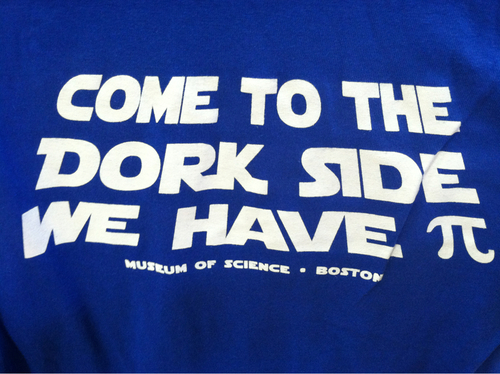 COME TO THE
DORK SIDE
WE HAVE π
MUSEUM OF SCIENCE • BOSTON